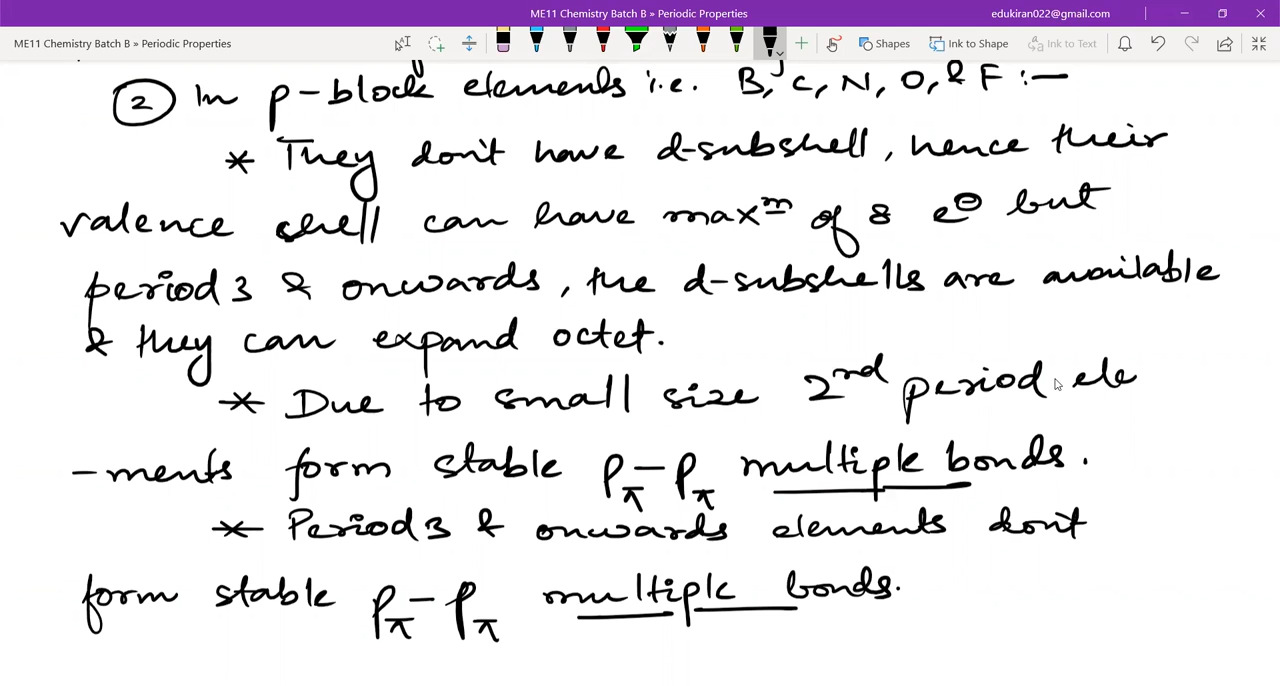 ME11 Chemistry Batch B » Periodic Properties
edukiran022@gmail.com
ME11 Chemistry Batch B » Periodic Properties
Shapes
Ink to Shape
Ink to Text
② In p-block elements i.e. B, C, N, O, & F :—
* They don't have d-subshell, hence their
valence shell can have maxᵐ of 8 e⊖ but
period 3 & onwards, the d-subshells are available
& they can expand octet.
* Due to small size 2nd period ele
-ments form stable pπ-pπ multiple bonds.
* Period 3 & onwards elements don't
form stable pπ-pπ multiple bonds.